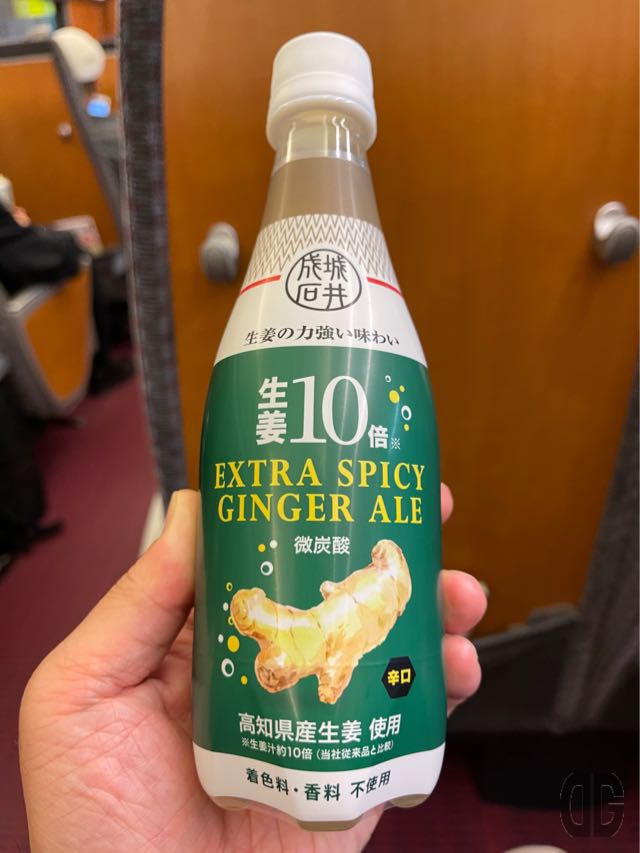 成城
石井
生姜の力強い味わい
生姜10倍※
EXTRA SPICY
GINGER ALE
微炭酸
辛口
高知県産生姜 使用
※生姜汁約10倍（当社従来品と比較）
着色料・香料 不使用
DG